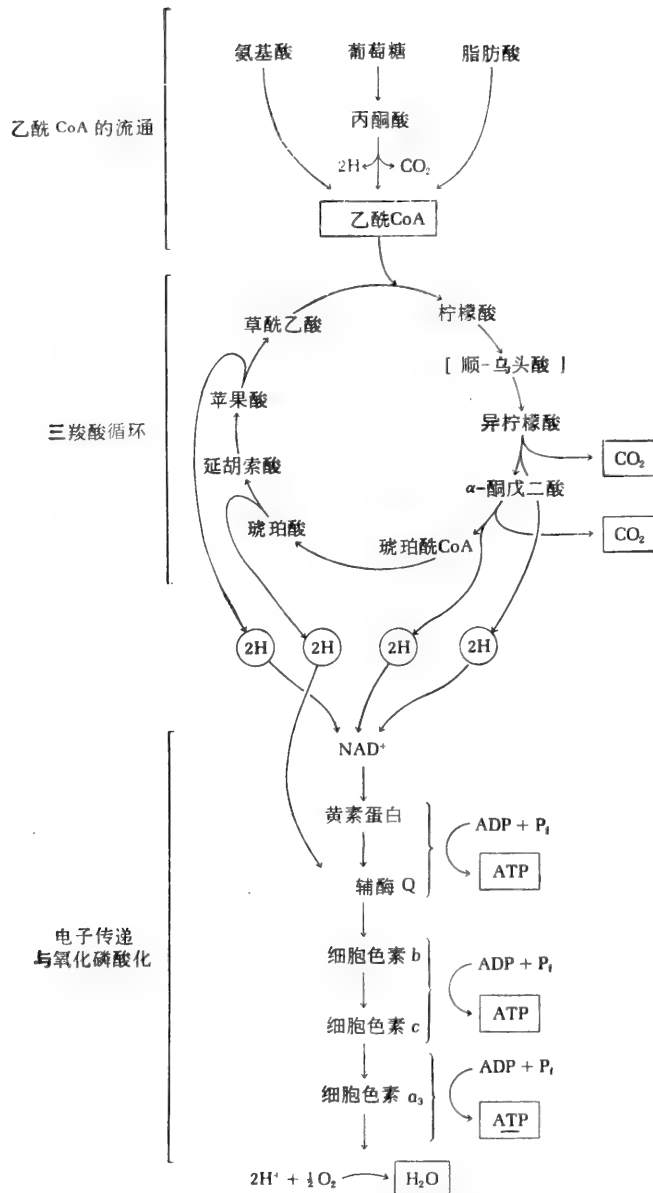 氨基酸 葡萄糖 脂肪酸
乙酰 CoA 的流通
丙酮酸
2H CO₂
乙酰CoA
草酰乙酸 柠檬酸
[ 顺-乌头酸 ]
苹果酸 异柠檬酸
三羧酸循环
CO₂
延胡索酸 α-酮戊二酸
琥珀酸 琥珀酰CoA CO₂
2H 2H 2H 2H
NAD⁺
黄素蛋白
ADP + Pᵢ
辅酶 Q ATP
电子传递
与氧化磷酸化
细胞色素 b
ADP + Pᵢ
ATP
细胞色素 c
ADP + Pᵢ
细胞色素 a₃
ATP
2H⁺ + ½O₂ H₂O